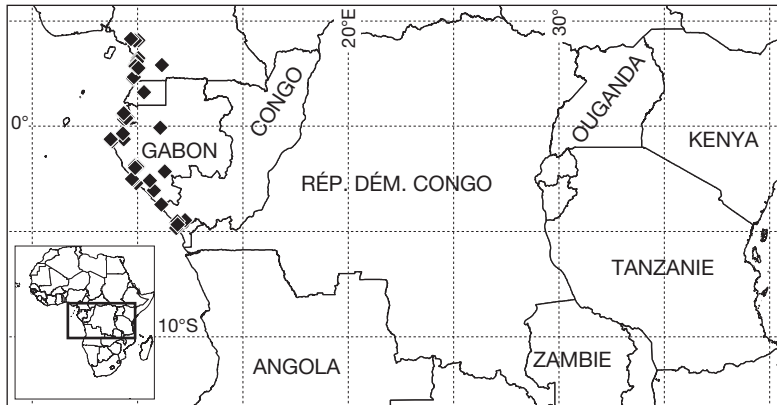 20°E
30°
CONGO
OUGANDA
0°
GABON
KENYA
RÉP. DÉM. CONGO
TANZANIE
10°S
ANGOLA
ZAMBIE